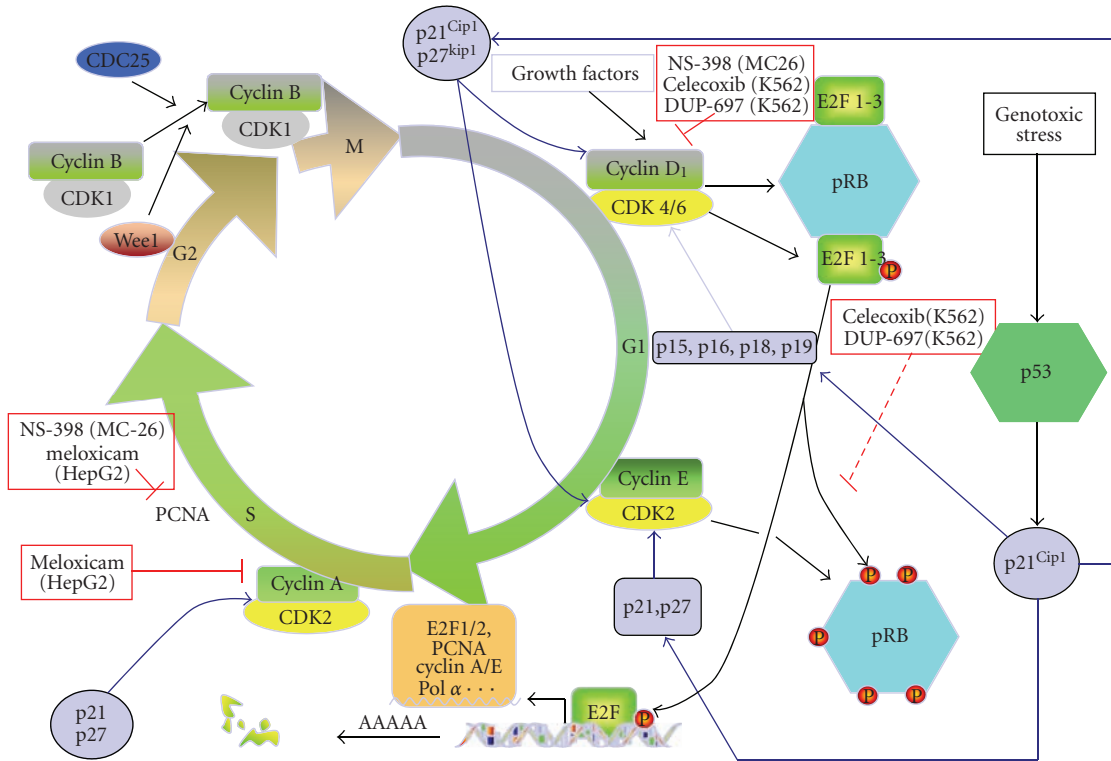 p21Cip1
p27kip1
CDC25
Cyclin B
CDK1
Cyclin B
CDK1
Wee1
G2
M
Growth factors
NS-398 (MC26)
Celecoxib (K562)
DUP-697 (K562)
E2F 1-3
pRB
E2F 1-3
P
Cyclin D1
CDK 4/6
Genotoxic
stress
G1
p15, p16, p18, p19
Celecoxib(K562)
DUP-697(K562)
p53
NS-398 (MC-26)
meloxicam
(HepG2)
PCNA
S
Cyclin E
CDK2
Meloxicam
(HepG2)
Cyclin A
CDK2
p21,p27
p21Cip1
P
P
P
pRB
P
P
E2F1/2,
PCNA
cyclin A/E
Pol α · · ·
p21
p27
AAAAA
E2F
P